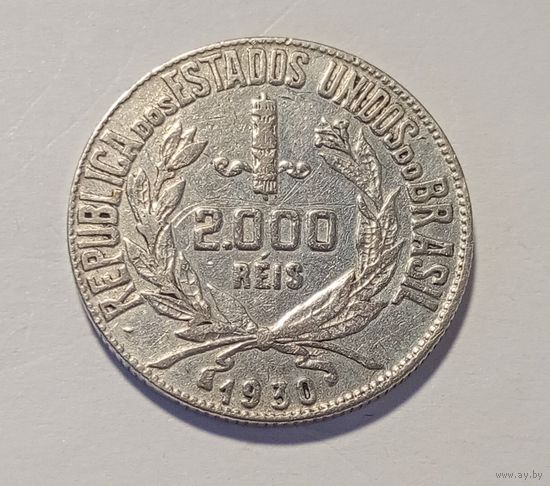 REPUBLICA DOS ESTADOS UNIDOS DO BRASIL
2.000
RÉIS
1930
www.ay.by